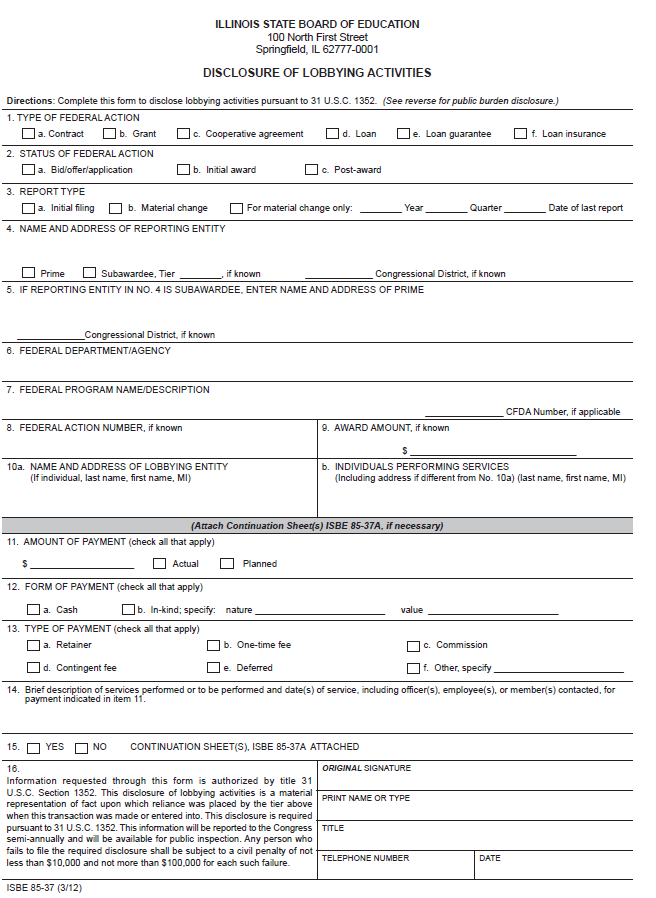 ILLINOIS STATE BOARD OF EDUCATION
100 North First Street
Springfield, IL 62777-0001
DISCLOSURE OF LOBBYING ACTIVITIES
Directions: Complete this form to disclose lobbying activities pursuant to 31 U.S.C. 1352. (See reverse for public burden disclosure.)
1. TYPE OF FEDERAL ACTION
a. Contract b. Grant c. Cooperative agreement d. Loan e. Loan guarantee f. Loan insurance
2. STATUS OF FEDERAL ACTION
a. Bid/offer/application b. Initial award c. Post-award
3. REPORT TYPE
a. Initial filing b. Material change For material change only: ________ Year ________ Quarter ________ Date of last report
4. NAME AND ADDRESS OF REPORTING ENTITY
Prime Subawardee, Tier ________, if known ______________ Congressional District, if known
5. IF REPORTING ENTITY IN NO. 4 IS SUBAWARDEE, ENTER NAME AND ADDRESS OF PRIME
______________Congressional District, if known
6. FEDERAL DEPARTMENT/AGENCY
7. FEDERAL PROGRAM NAME/DESCRIPTION
________________ CFDA Number, if applicable
8. FEDERAL ACTION NUMBER, if known
9. AWARD AMOUNT, if known
$ __________________________________
10a. NAME AND ADDRESS OF LOBBYING ENTITY
(If individual, last name, first name, MI)
b. INDIVIDUALS PERFORMING SERVICES
(Including address if different from No. 10a) (last name, first name, MI)
(Attach Continuation Sheet(s) ISBE 85-37A, if necessary)
11. AMOUNT OF PAYMENT (check all that apply)
$ _____________________ Actual Planned
12. FORM OF PAYMENT (check all that apply)
a. Cash b. In-kind; specify: nature __________________________ value __________________________
13. TYPE OF PAYMENT (check all that apply)
a. Retainer b. One-time fee c. Commission
d. Contingent fee e. Deferred f. Other, specify __________________________
14. Brief description of services performed or to be performed and date(s) of service, including officer(s), employee(s), or member(s) contacted, for
payment indicated in item 11.
15. YES NO CONTINUATION SHEET(S), ISBE 85-37A ATTACHED
16.
Information requested through this form is authorized by title 31
U.S.C. Section 1352. This disclosure of lobbying activities is a material
representation of fact upon which reliance was placed by the tier above
when this transaction was made or entered into. This disclosure is required
pursuant to 31 U.S.C. 1352. This information will be reported to the Congress
semi-annually and will be available for public inspection. Any person who
fails to file the required disclosure shall be subject to a civil penalty of not
less than $10,000 and not more than $100,000 for each such failure.
ORIGINAL SIGNATURE
PRINT NAME OR TYPE
TITLE
TELEPHONE NUMBER DATE
ISBE 85-37 (3/12)